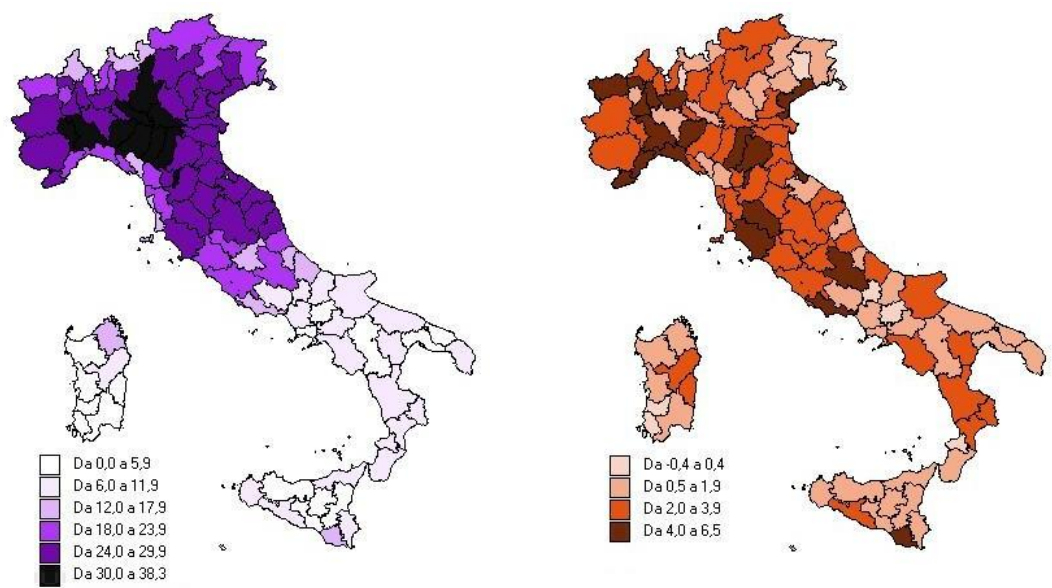 Da 0,0 a 5,9
Da 6,0 a 11,9
Da 12,0 a 17,9
Da 18,0 a 23,9
Da 24,0 a 29,9
Da 30,0 a 38,3
Da -0,4 a 0,4
Da 0,5 a 1,9
Da 2,0 a 3,9
Da 4,0 a 6,5